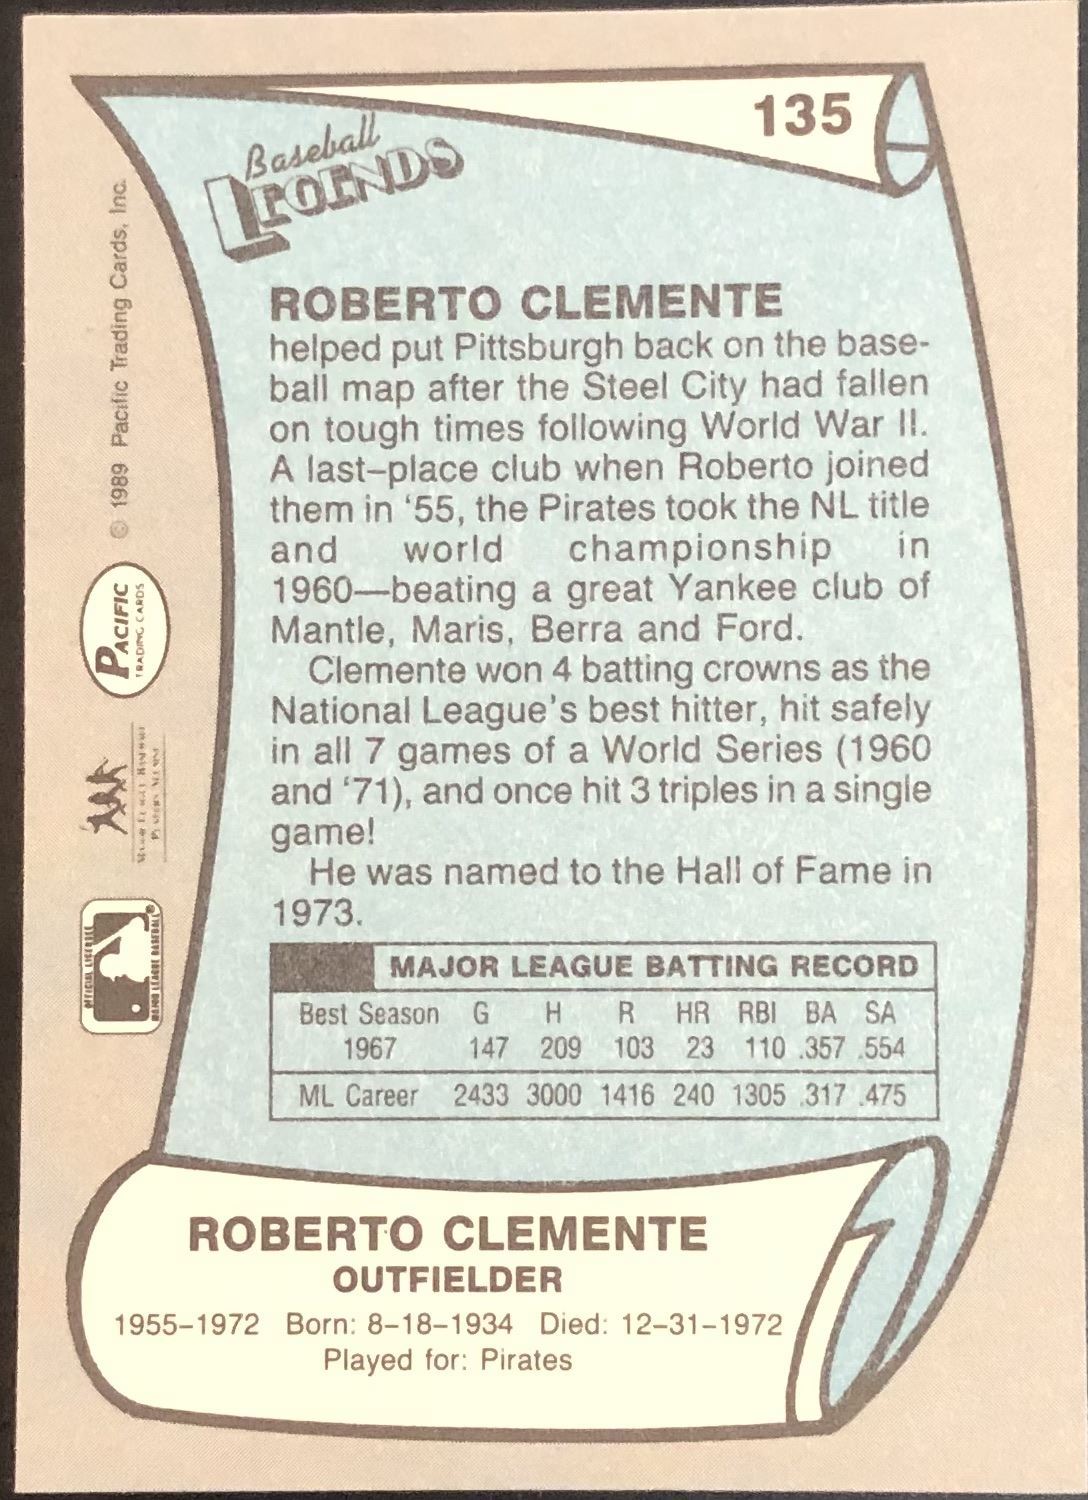 135
Baseball
LEGENDS
ROBERTO CLEMENTE
helped put Pittsburgh back on the base-
ball map after the Steel City had fallen
on tough times following World War II.
A last-place club when Roberto joined
them in '55, the Pirates took the NL title
and world championship in
1960—beating a great Yankee club of
Mantle, Maris, Berra and Ford.
Clemente won 4 batting crowns as the
National League's best hitter, hit safely
in all 7 games of a World Series (1960
and '71), and once hit 3 triples in a single
game!
He was named to the Hall of Fame in
1973.
MAJOR LEAGUE BATTING RECORD
Best Season G H R HR RBI BA SA
1967 147 209 103 23 110 .357 .554
ML Career 2433 3000 1416 240 1305 .317 .475
ROBERTO CLEMENTE
OUTFIELDER
1955-1972 Born: 8-18-1934 Died: 12-31-1972
Played for: Pirates
© 1989 Pacific Trading Cards, Inc.
PACIFIC
TRADING CARDS
OFFICIAL LICENSEE
MAJOR LEAGUE BASEBALL